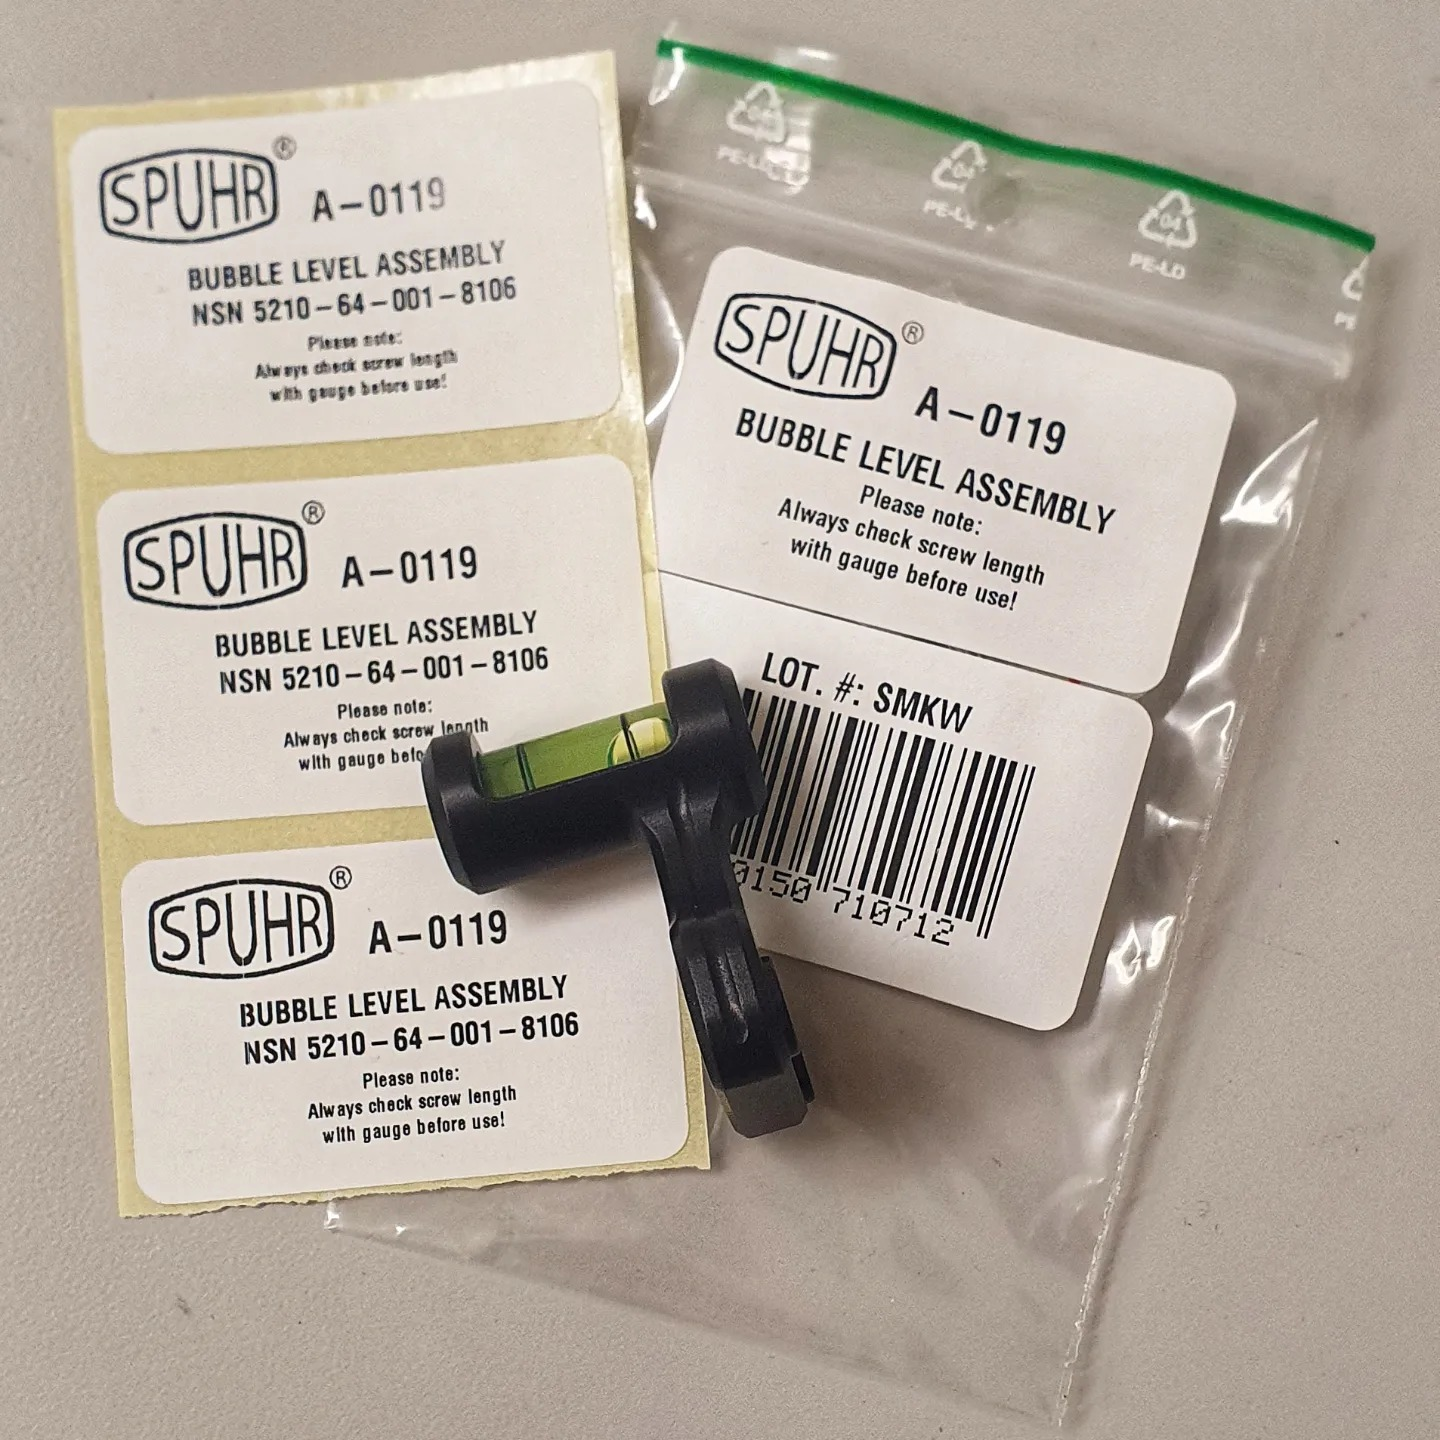 SPUHR® A-0119
BUBBLE LEVEL ASSEMBLY
NSN 5210-64-001-8106
Please note:
Always check screw length
with gauge before use!
SPUHR® A-0119
BUBBLE LEVEL ASSEMBLY
NSN 5210-64-001-8106
Please note:
Always check screw length
with gauge befo
SPUHR® A-0119
BUBBLE LEVEL ASSEMBLY
NSN 5210-64-001-8106
Please note:
Always check screw length
with gauge before use!
04 04 04
PE-LD PE-LD PE-LD
SPUHR® A-0119
BUBBLE LEVEL ASSEMBLY
Please note:
Always check screw length
with gauge before use!
LOT. #: SMKW
0150 710712